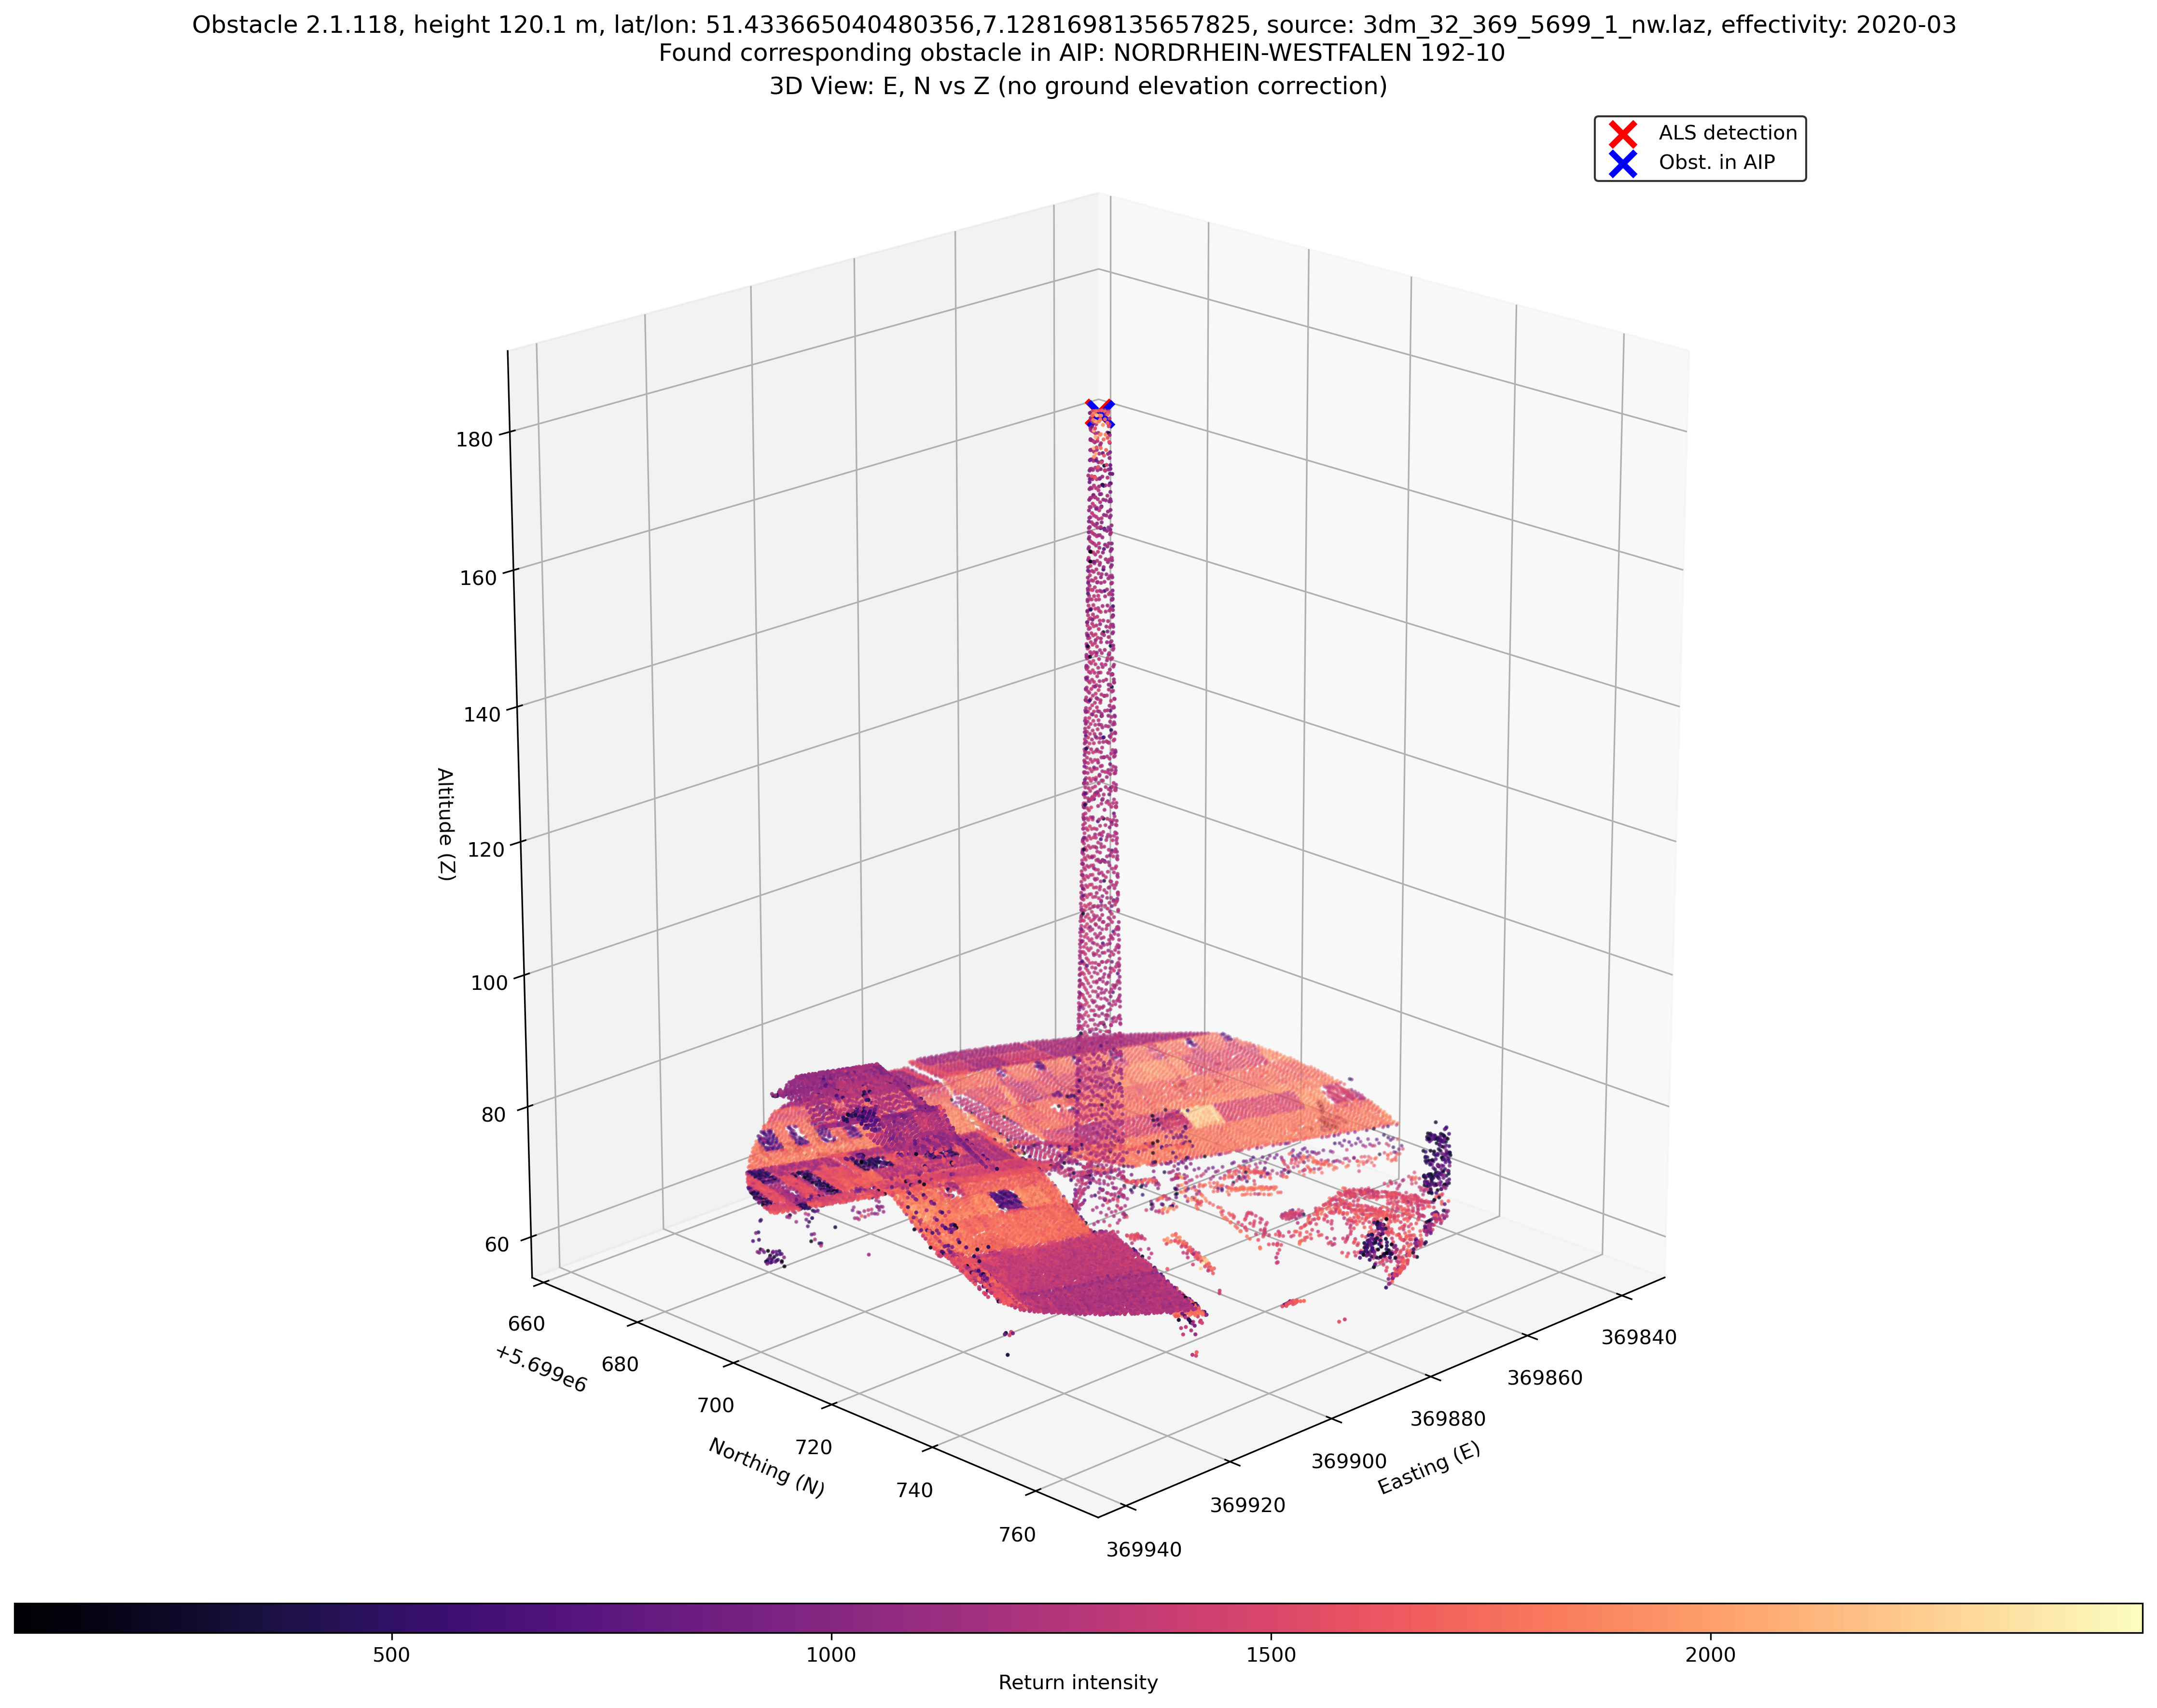 Obstacle 2.1.118, height 120.1 m, lat/lon: 51.433665040480356,7.1281698135657825, source: 3dm_32_369_5699_1_nw.laz, effectivity: 2020-03
Found corresponding obstacle in AIP: NORDRHEIN-WESTFALEN 192-10
3D View: E, N vs Z (no ground elevation correction)
ALS detection
Obst. in AIP
180
160
140
120
100
80
60
Altitude (Z)
660
680
700
720
740
760
+5.699e6
Northing (N)
369840
369860
369880
369900
369920
369940
Easting (E)
500
1000
1500
2000
Return intensity